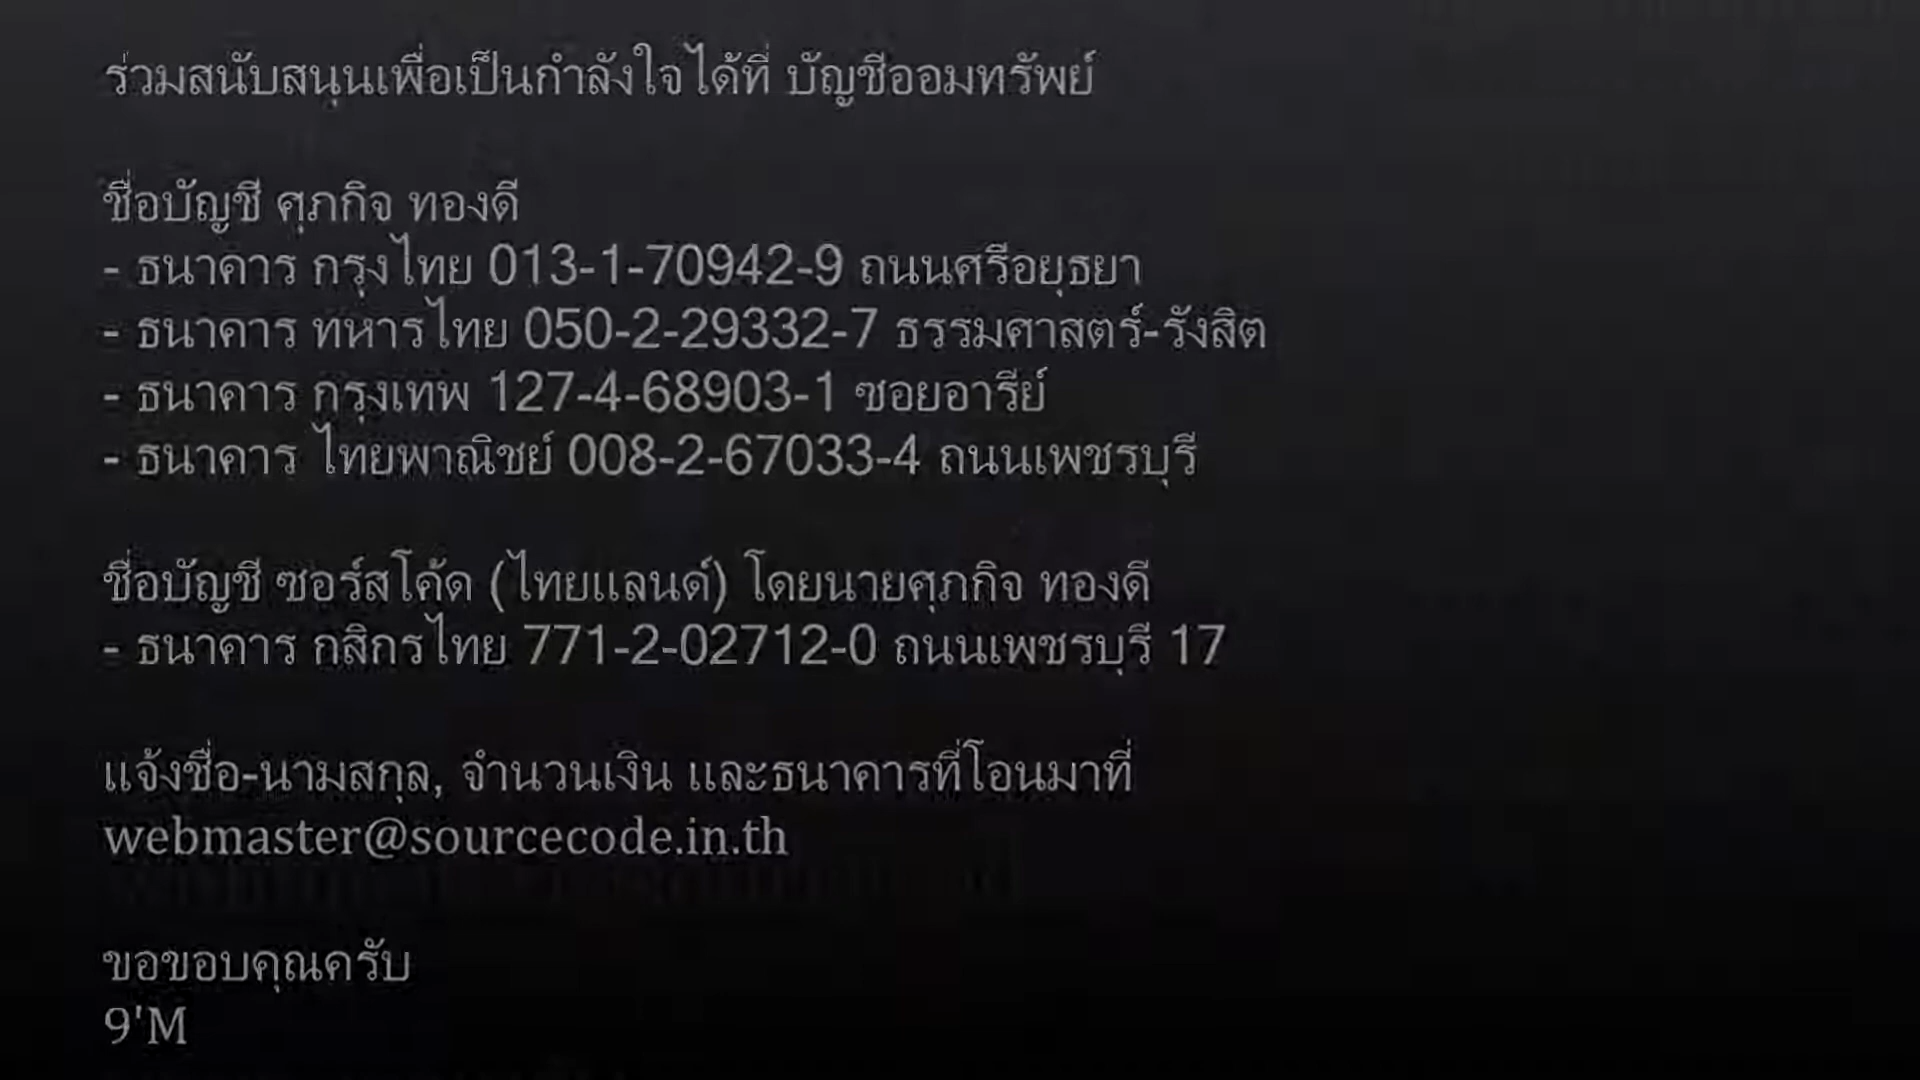 ร่วมสนับสนุนเพื่อเป็นกำลังใจได้ที่ บัญชีออมทรัพย์
ชื่อบัญชี ศุภกิจ ทองดี
- ธนาคาร กรุงไทย 013-1-70942-9 ถนนศรีอยุธยา
- ธนาคาร ทหารไทย 050-2-29332-7 ธรรมศาสตร์-รังสิต
- ธนาคาร กรุงเทพ 127-4-68903-1 ซอยอารีย์
- ธนาคาร ไทยพาณิชย์ 008-2-67033-4 ถนนเพชรบุรี
ชื่อบัญชี ซอร์สโค้ด (ไทยแลนด์) โดยนายศุภกิจ ทองดี
- ธนาคาร กสิกรไทย 771-2-02712-0 ถนนเพชรบุรี 17
แจ้งชื่อ-นามสกุล, จำนวนเงิน และธนาคารที่โอนมาที่
webmaster@sourcecode.in.th
ขอขอบคุณครับ
9'M